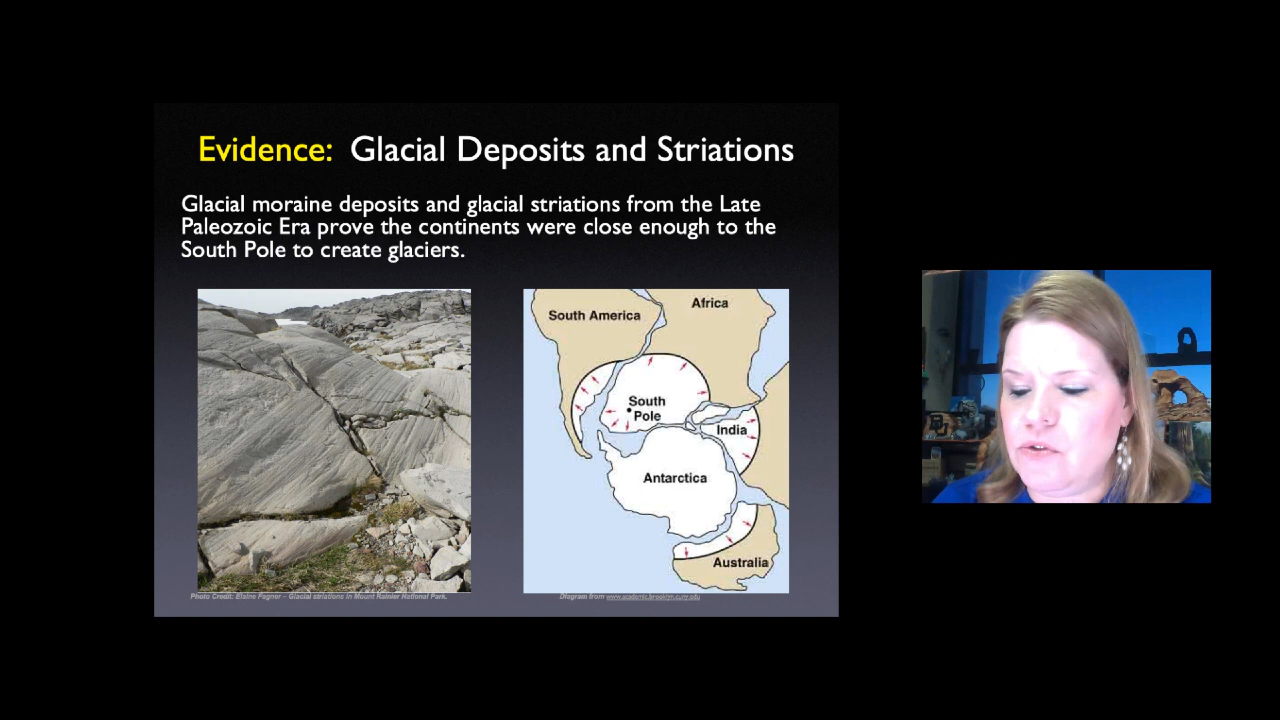 Evidence: Glacial Deposits and Striations
Glacial moraine deposits and glacial striations from the Late
Paleozoic Era prove the continents were close enough to the
South Pole to create glaciers.
South America
Africa
South
Pole
India
Antarctica
Australia
Photo Credit: Elaine Fagner - Glacial striations in Mount Rainier National Park.
Diagram from www.academic.brooklyn.cuny.edu